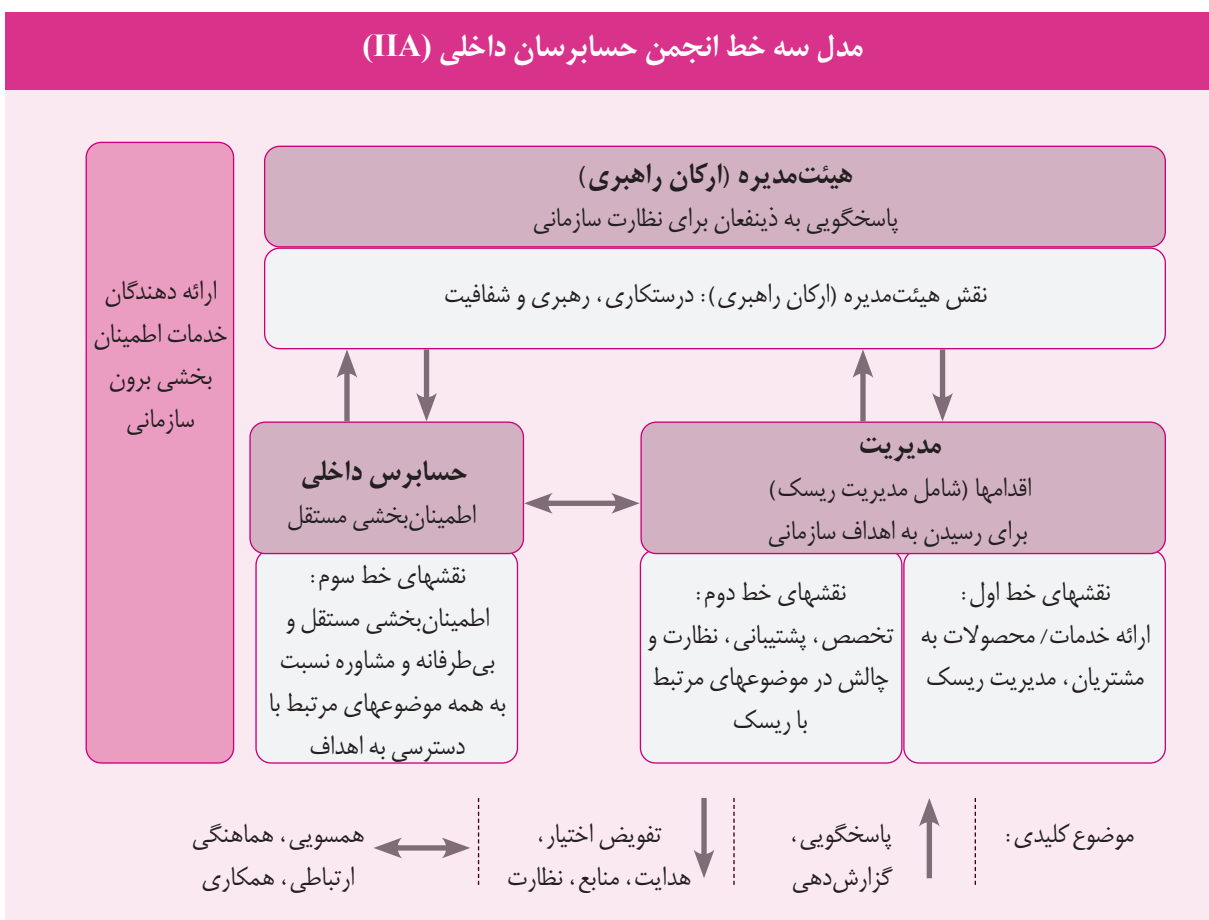 مدل سه خط انجمن حسابرسان داخلی (IIA)
هیئت‌مدیره (ارکان راهبری)
پاسخگویی به ذینفعان برای نظارت سازمانی
نقش هیئت‌مدیره (ارکان راهبری): درستکاری، رهبری و شفافیت
مدیریت
اقدامها (شامل مدیریت ریسک)
برای رسیدن به اهداف سازمانی
نقشهای خط اول:
ارائه خدمات/ محصولات به
مشتریان، مدیریت ریسک
نقشهای خط دوم:
تخصص، پشتیبانی، نظارت و
چالش در موضوعهای مرتبط
با ریسک
حسابرس داخلی
اطمینان‌بخشی مستقل
نقشهای خط سوم:
اطمینان‌بخشی مستقل و
بی‌طرفانه و مشاوره نسبت
به همه موضوعهای مرتبط با
دسترسی به اهداف
ارائه دهندگان
خدمات اطمینان
بخشی برون
سازمانی
موضوع کلیدی:
پاسخگویی،
گزارش‌دهی
تفویض اختیار،
هدایت، منابع، نظارت
همسویی، هماهنگی
ارتباطی، همکاری